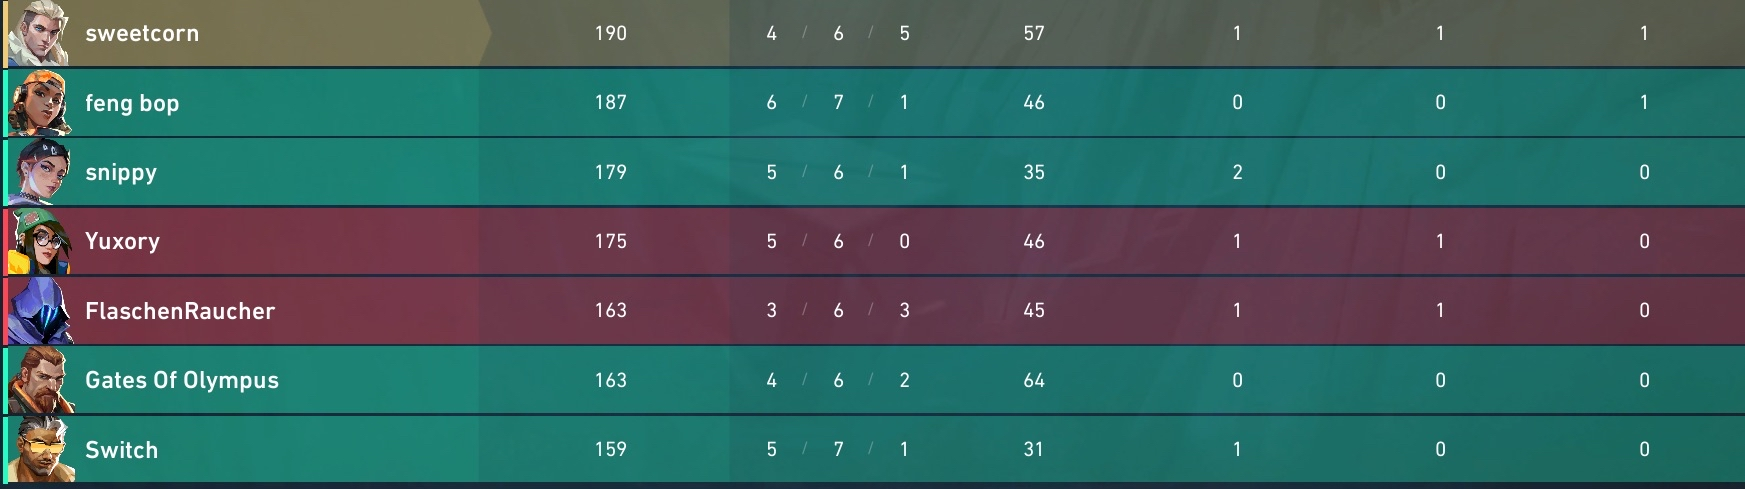 sweetcorn 190 4 / 6 / 5 57 1 1 1
feng bop 187 6 / 7 / 1 46 0 0 1
snippy 179 5 / 6 / 1 35 2 0 0
Yuxory 175 5 / 6 / 0 46 1 1 0
FlaschenRaucher 163 3 / 6 / 3 45 1 1 0
Gates Of Olympus 163 4 / 6 / 2 64 0 0 0
Switch 159 5 / 7 / 1 31 1 0 0